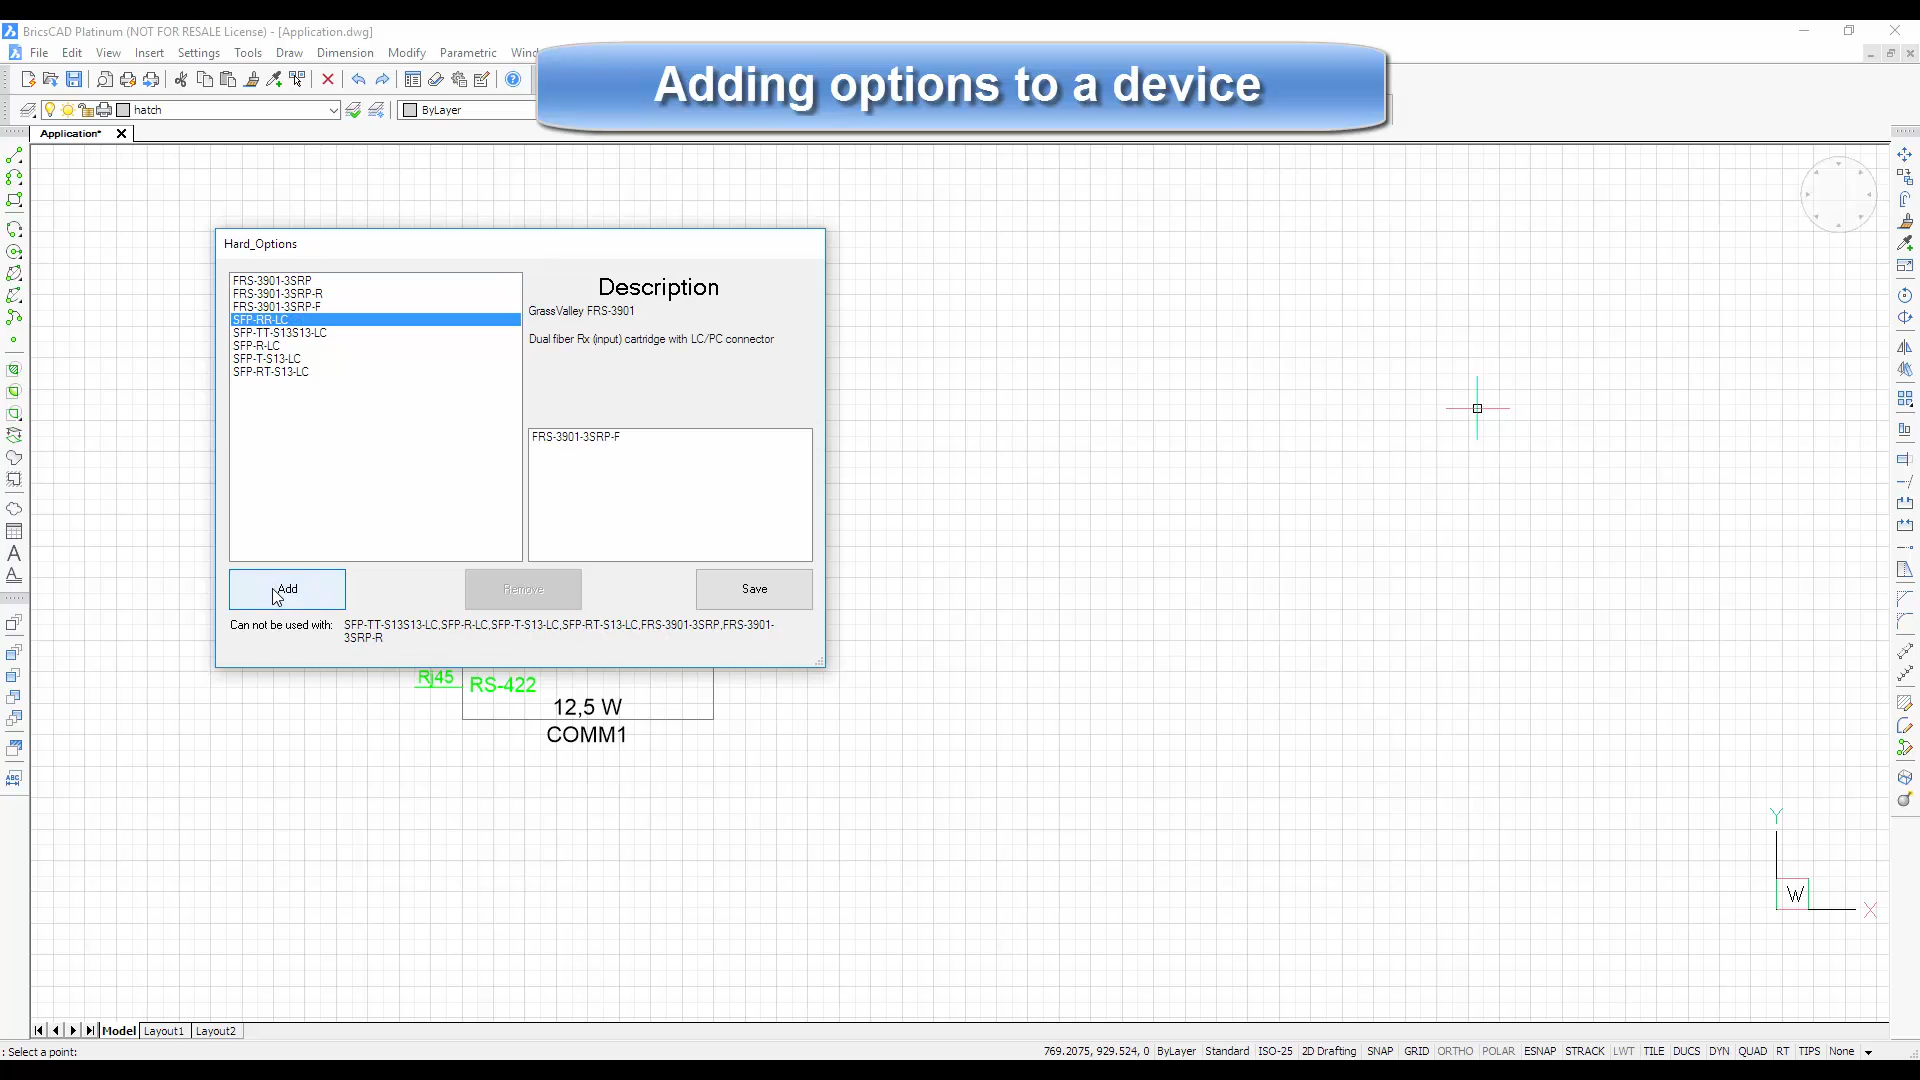 BricsCAD Platinum (NOT FOR RESALE License) - [Application.dwg]
File Edit View Insert Settings Tools Draw Dimension Modify Parametric Wind
Adding options to a device
hatch
ByLayer
Application*
Hard_Options
FRS-3901-3SRP
FRS-3901-3SRP-R
FRS-3901-3SRP-F
SFP-RR-LC
SFP-TT-S13S13-LC
SFP-R-LC
SFP-T-S13-LC
SFP-RT-S13-LC
Description
GrassValley FRS-3901
Dual fiber Rx (input) cartridge with LC/PC connector
FRS-3901-3SRP-F
Add Remove Save
Can not be used with: SFP-TT-S13S13-LC,SFP-R-LC,SFP-T-S13-LC,SFP-RT-S13-LC,FRS-3901-3SRP,FRS-3901-
3SRP-R
Rj45 RS-422
12,5 W
COMM1
A
A
ABC
Y
W
X
Model Layout1 Layout2
: Select a point:
769.2075, 929.524, 0 ByLayer Standard ISO-25 2D Drafting SNAP GRID ORTHO POLAR ESNAP STRACK LWT TILE DUCS DYN QUAD RT TIPS None